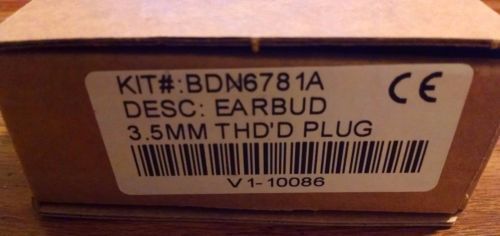 KIT#:BDN6781A
DESC: EARBUD
3.5MM THD'D PLUG
V1-10086
CE